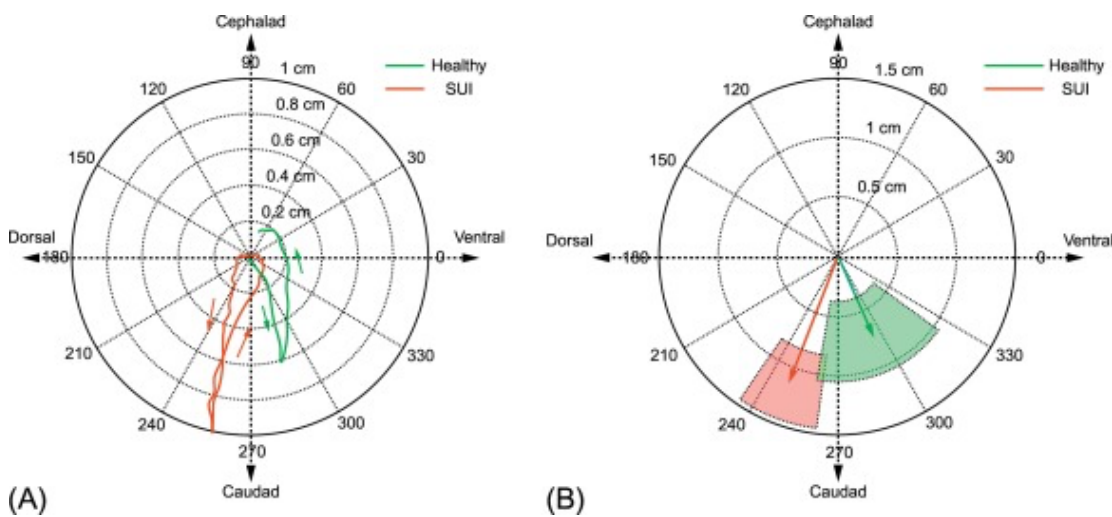 Cephalad
90
1 cm
Healthy
SUI
120
60
0.8 cm
0.6 cm
150
30
0.4 cm
0.2 cm
Dorsal
Ventral
180
0
210
330
240
300
270
Caudad
(A)
Cephalad
90
1.5 cm
Healthy
SUI
120
60
1 cm
150
30
0.5 cm
Dorsal
Ventral
180
0
210
330
240
300
270
Caudad
(B)